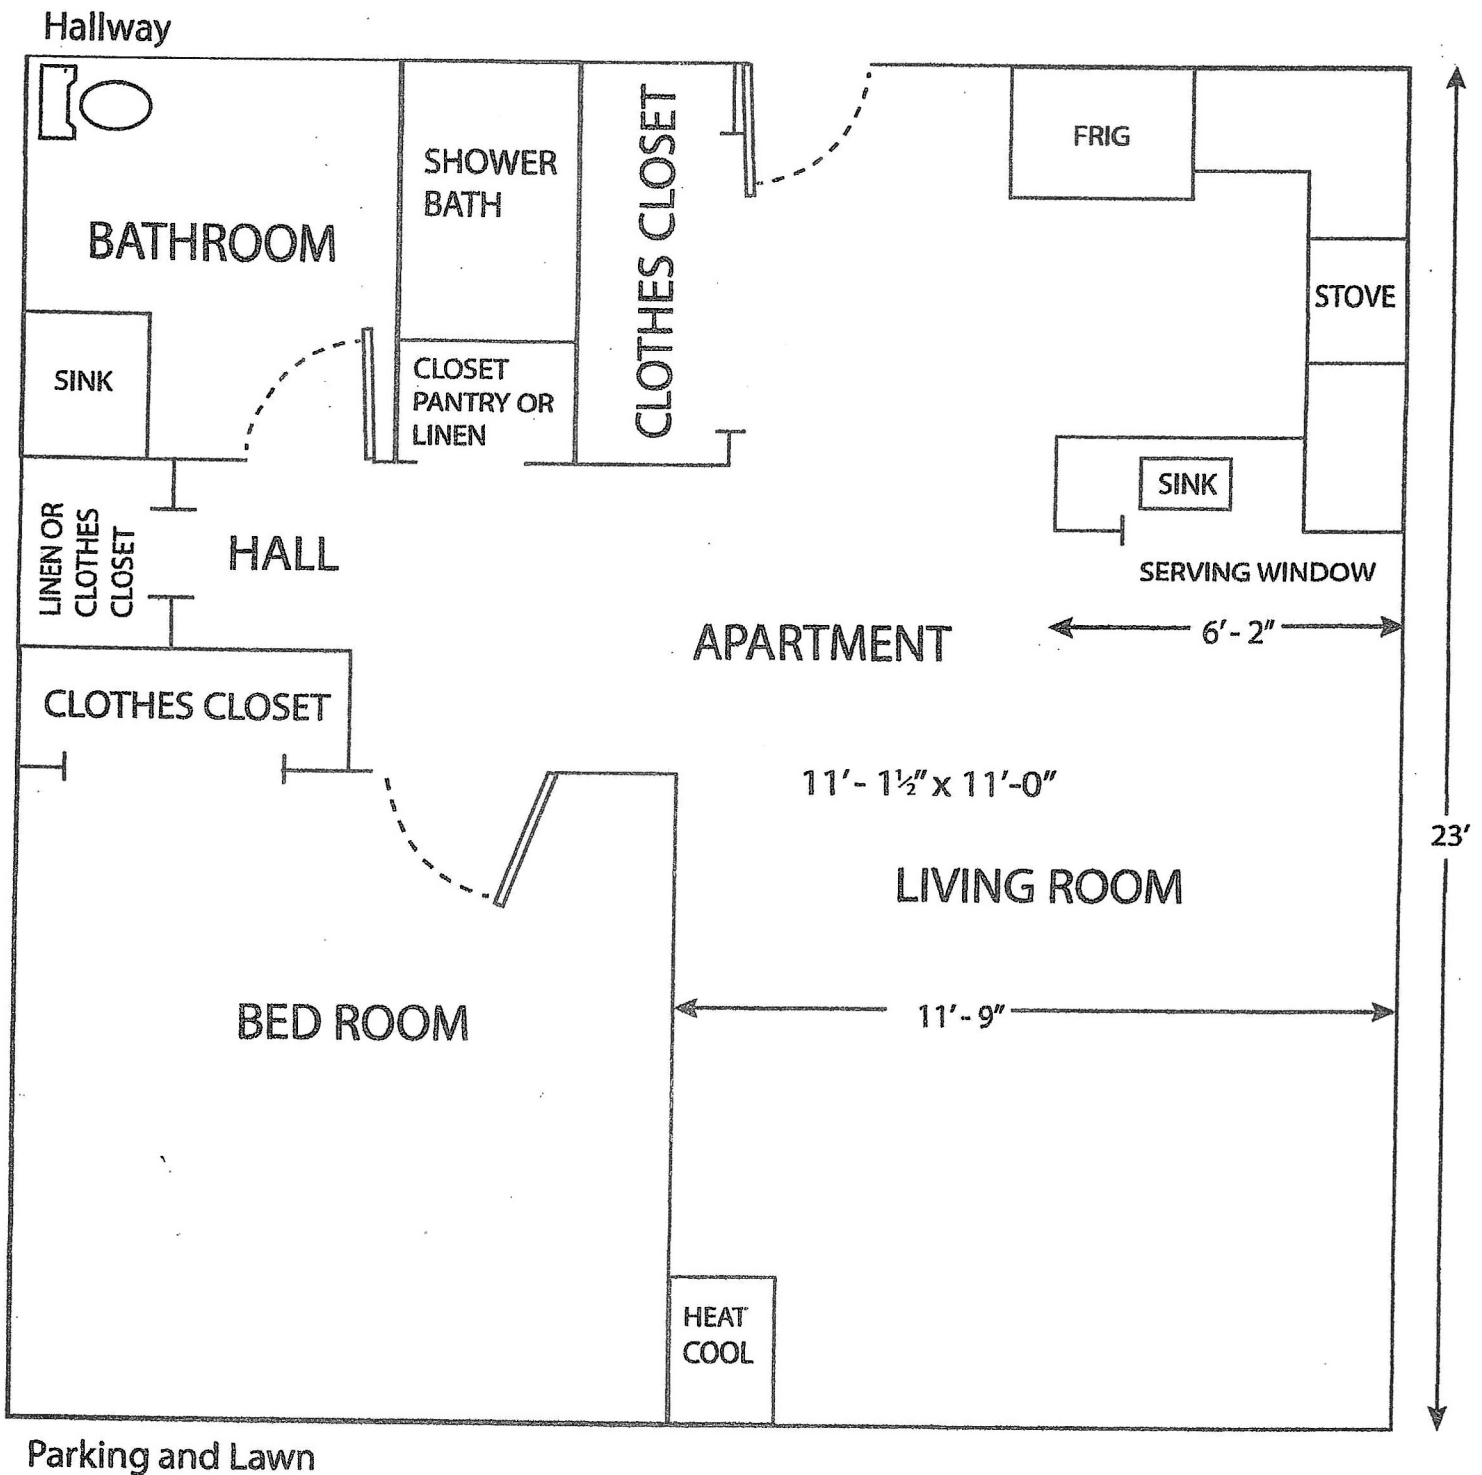 Hallway
FRIG
SHOWER
BATH
CLOTHES CLOSET
BATHROOM
STOVE
SINK
CLOSET
PANTRY OR
LINEN
SINK
LINEN OR
CLOTHES
CLOSET
HALL
SERVING WINDOW
6'- 2"
APARTMENT
CLOTHES CLOSET
11'- 1½" x 11'-0"
23'
LIVING ROOM
BED ROOM
11'- 9"
HEAT
COOL
Parking and Lawn